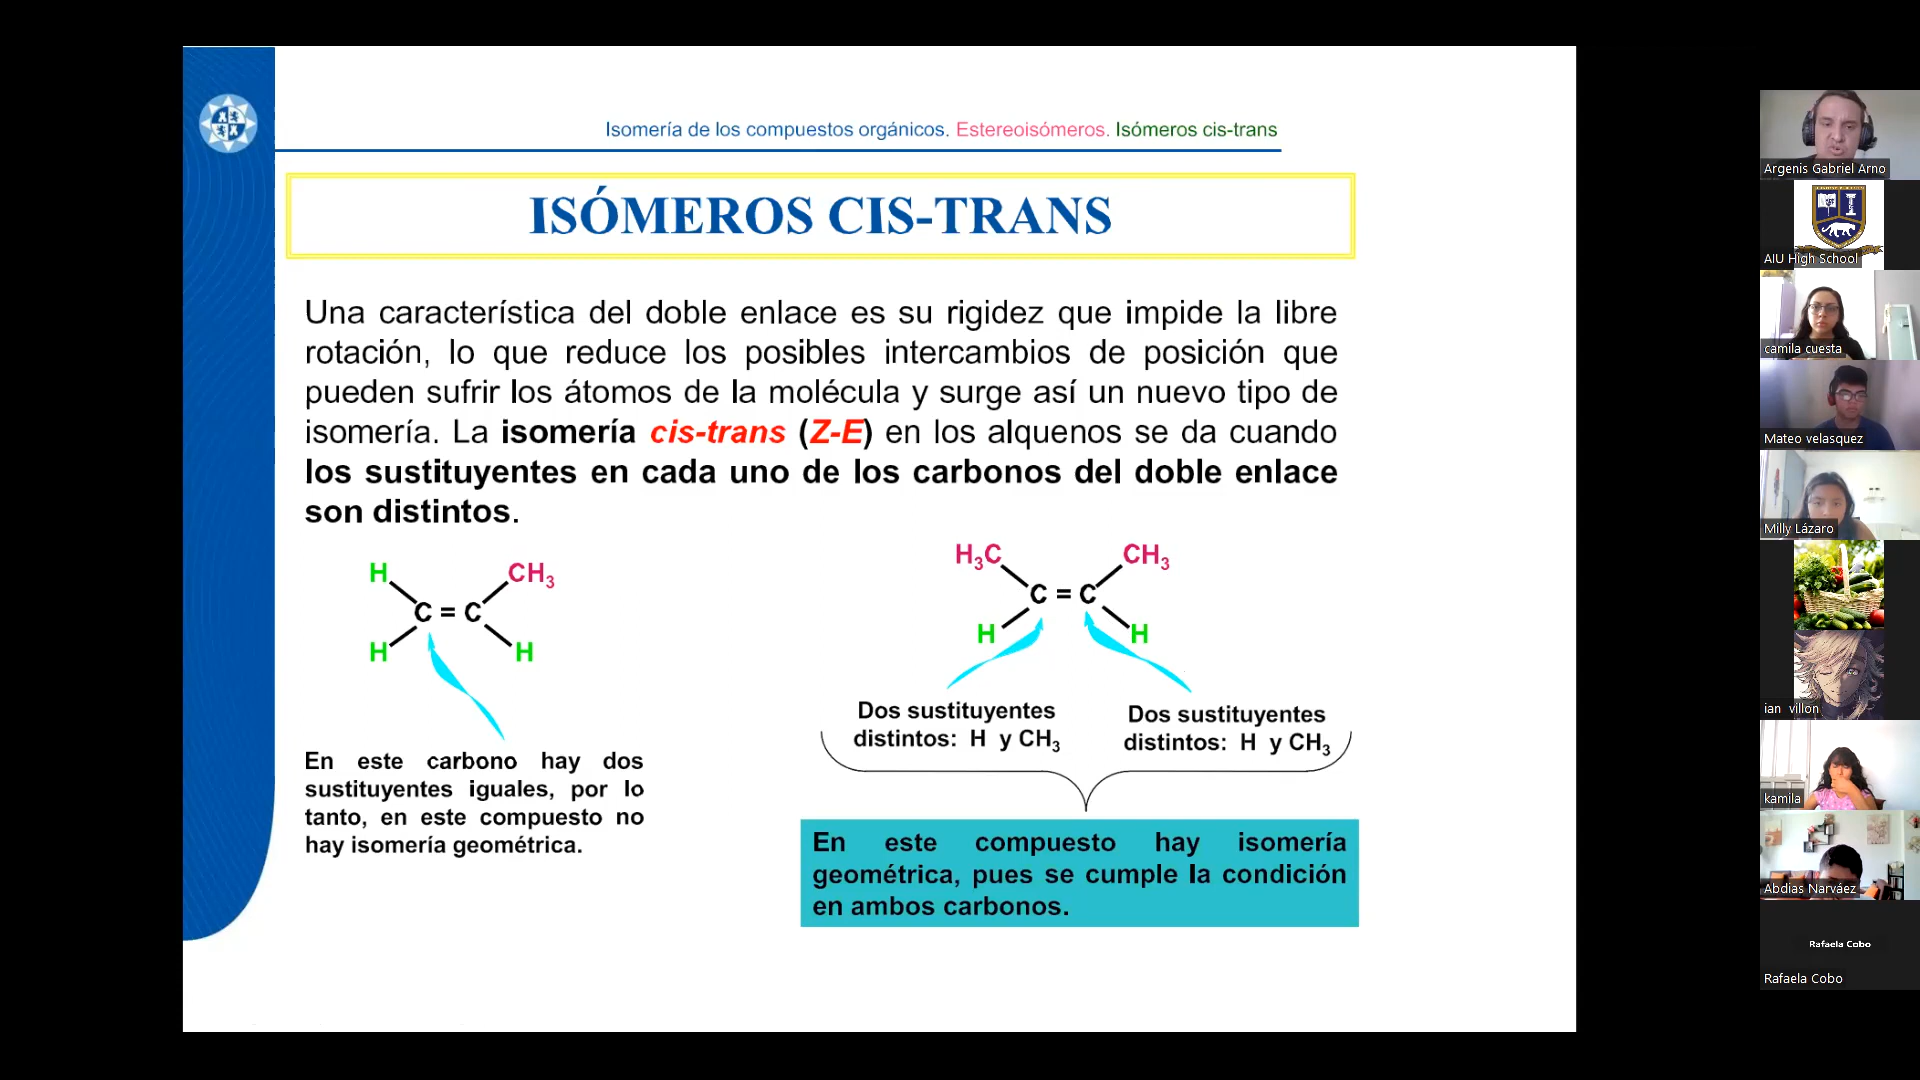 Isomería de los compuestos orgánicos. Estereoisómeros. Isómeros cis-trans
ISÓMEROS CIS-TRANS
Una característica del doble enlace es su rigidez que impide la libre
rotación, lo que reduce los posibles intercambios de posición que
pueden sufrir los átomos de la molécula y surge así un nuevo tipo de
isomería. La isomería cis-trans (Z-E) en los alquenos se da cuando
los sustituyentes en cada uno de los carbonos del doble enlace
son distintos.
H CH3
C = C
H H
En este carbono hay dos
sustituyentes iguales, por lo
tanto, en este compuesto no
hay isomería geométrica.
H3C CH3
C = C
H H
Dos sustituyentes
distintos: H y CH3
Dos sustituyentes
distintos: H y CH3
En este compuesto hay isomería
geométrica, pues se cumple la condición
en ambos carbonos.
Argenis Gabriel Arno
AIU High School
camila cuesta
Mateo velasquez
Milly Lázaro
ian villon
kamila
Abdias Narváez
Rafaela Cobo
Rafaela Cobo